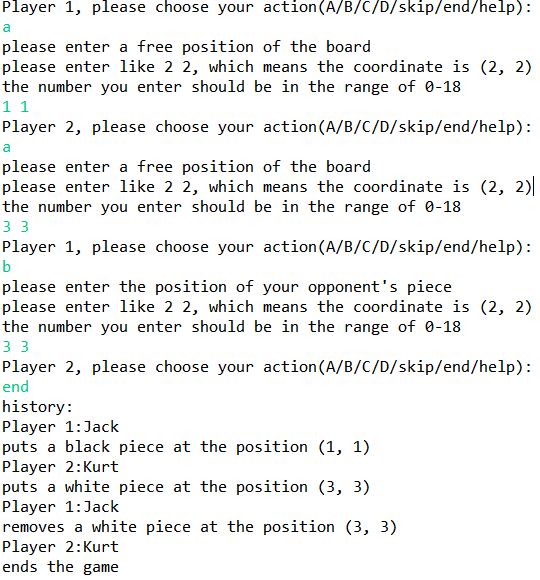 Player 1, please choose your action(A/B/C/D/skip/end/help):
a
please enter a free position of the board
please enter like 2 2, which means the coordinate is (2, 2)
the number you enter should be in the range of 0-18
1 1
Player 2, please choose your action(A/B/C/D/skip/end/help):
a
please enter a free position of the board
please enter like 2 2, which means the coordinate is (2, 2)
the number you enter should be in the range of 0-18
3 3
Player 1, please choose your action(A/B/C/D/skip/end/help):
b
please enter the position of your opponent's piece
please enter like 2 2, which means the coordinate is (2, 2)
the number you enter should be in the range of 0-18
3 3
Player 2, please choose your action(A/B/C/D/skip/end/help):
end
history:
Player 1:Jack
puts a black piece at the position (1, 1)
Player 2:Kurt
puts a white piece at the position (3, 3)
Player 1:Jack
removes a white piece at the position (3, 3)
Player 2:Kurt
ends the game